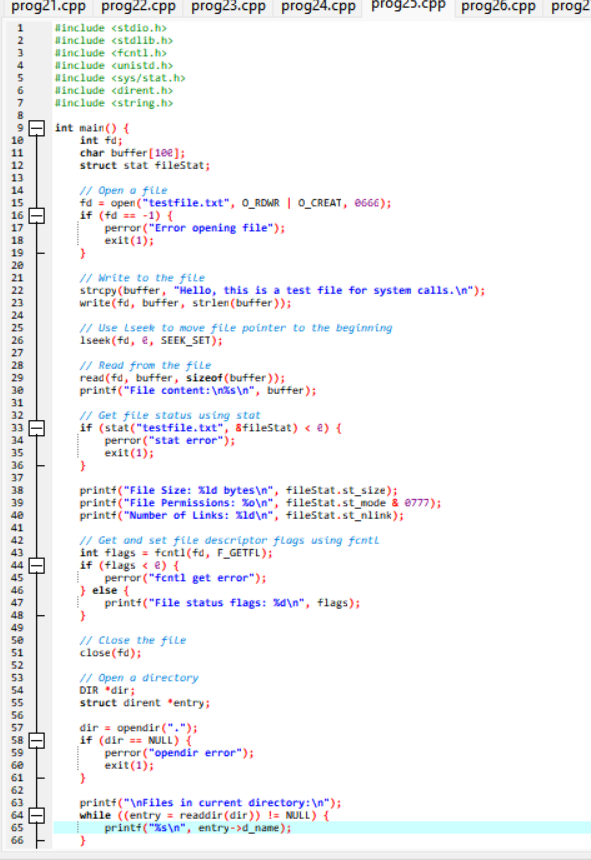 prog21.cpp prog22.cpp prog23.cpp prog24.cpp prog25.cpp prog26.cpp prog2
1 #include <stdio.h>
2 #include <stdlib.h>
3 #include <fcntl.h>
4 #include <unistd.h>
5 #include <sys/stat.h>
6 #include <dirent.h>
7 #include <string.h>
8
9 int main() {
10     int fd;
11     char buffer[100];
12     struct stat fileStat;
13
14     // Open a file
15     fd = open("testfile.txt", O_RDWR | O_CREAT, 0666);
16     if (fd == -1) {
17         perror("Error opening file");
18         exit(1);
19     }
20
21     // Write to the file
22     strcpy(buffer, "Hello, this is a test file for system calls.\n");
23     write(fd, buffer, strlen(buffer));
24
25     // Use lseek to move file pointer to the beginning
26     lseek(fd, 0, SEEK_SET);
27
28     // Read from the file
29     read(fd, buffer, sizeof(buffer));
30     printf("File content:\n%s\n", buffer);
31
32     // Get file status using stat
33     if (stat("testfile.txt", &fileStat) < 0) {
34         perror("stat error");
35         exit(1);
36     }
37
38     printf("File Size: %ld bytes\n", fileStat.st_size);
39     printf("File Permissions: %o\n", fileStat.st_mode & 0777);
40     printf("Number of Links: %ld\n", fileStat.st_nlink);
41
42     // Get and set file descriptor flags using fcntl
43     int flags = fcntl(fd, F_GETFL);
44     if (flags < 0) {
45         perror("fcntl get error");
46     } else {
47         printf("File status flags: %d\n", flags);
48     }
49
50     // Close the file
51     close(fd);
52
53     // Open a directory
54     DIR *dir;
55     struct dirent *entry;
56
57     dir = opendir(".");
58     if (dir == NULL) {
59         perror("opendir error");
60         exit(1);
61     }
62
63     printf("\nFiles in current directory:\n");
64     while ((entry = readdir(dir)) != NULL) {
65         printf("%s\n", entry->d_name);
66     }